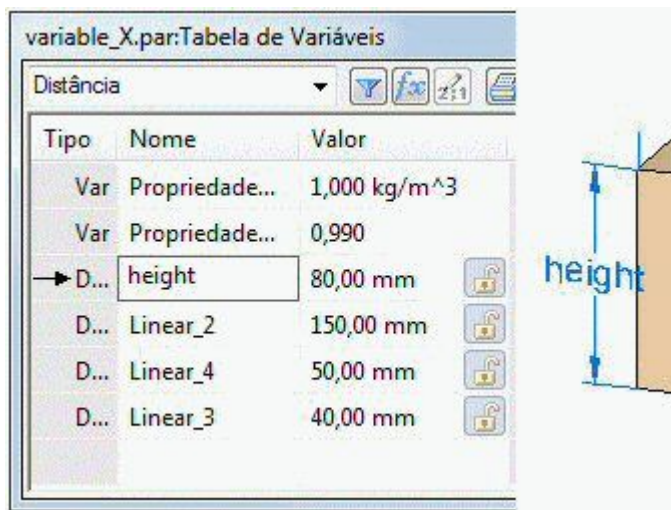 variable_X.par:Tabela de Variáveis
Distância
fx
Tipo Nome Valor
Var Propriedade... 1,000 kg/m^3
Var Propriedade... 0,990
D... height 80,00 mm
D... Linear_2 150,00 mm
D... Linear_4 50,00 mm
D... Linear_3 40,00 mm
height